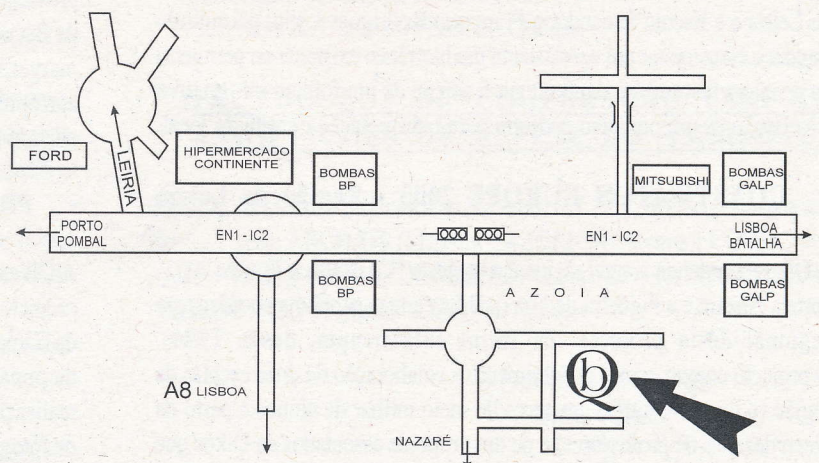 FORD
LEIRIA
HIPERMERCADO
CONTINENTE
BOMBAS
BP
MITSUBISHI
BOMBAS
GALP
PORTO
POMBAL
EN1 - IC2
EN1 - IC2
LISBOA
BATALHA
BOMBAS
BP
AZOIA
BOMBAS
GALP
A8 LISBOA
b
NAZARÉ